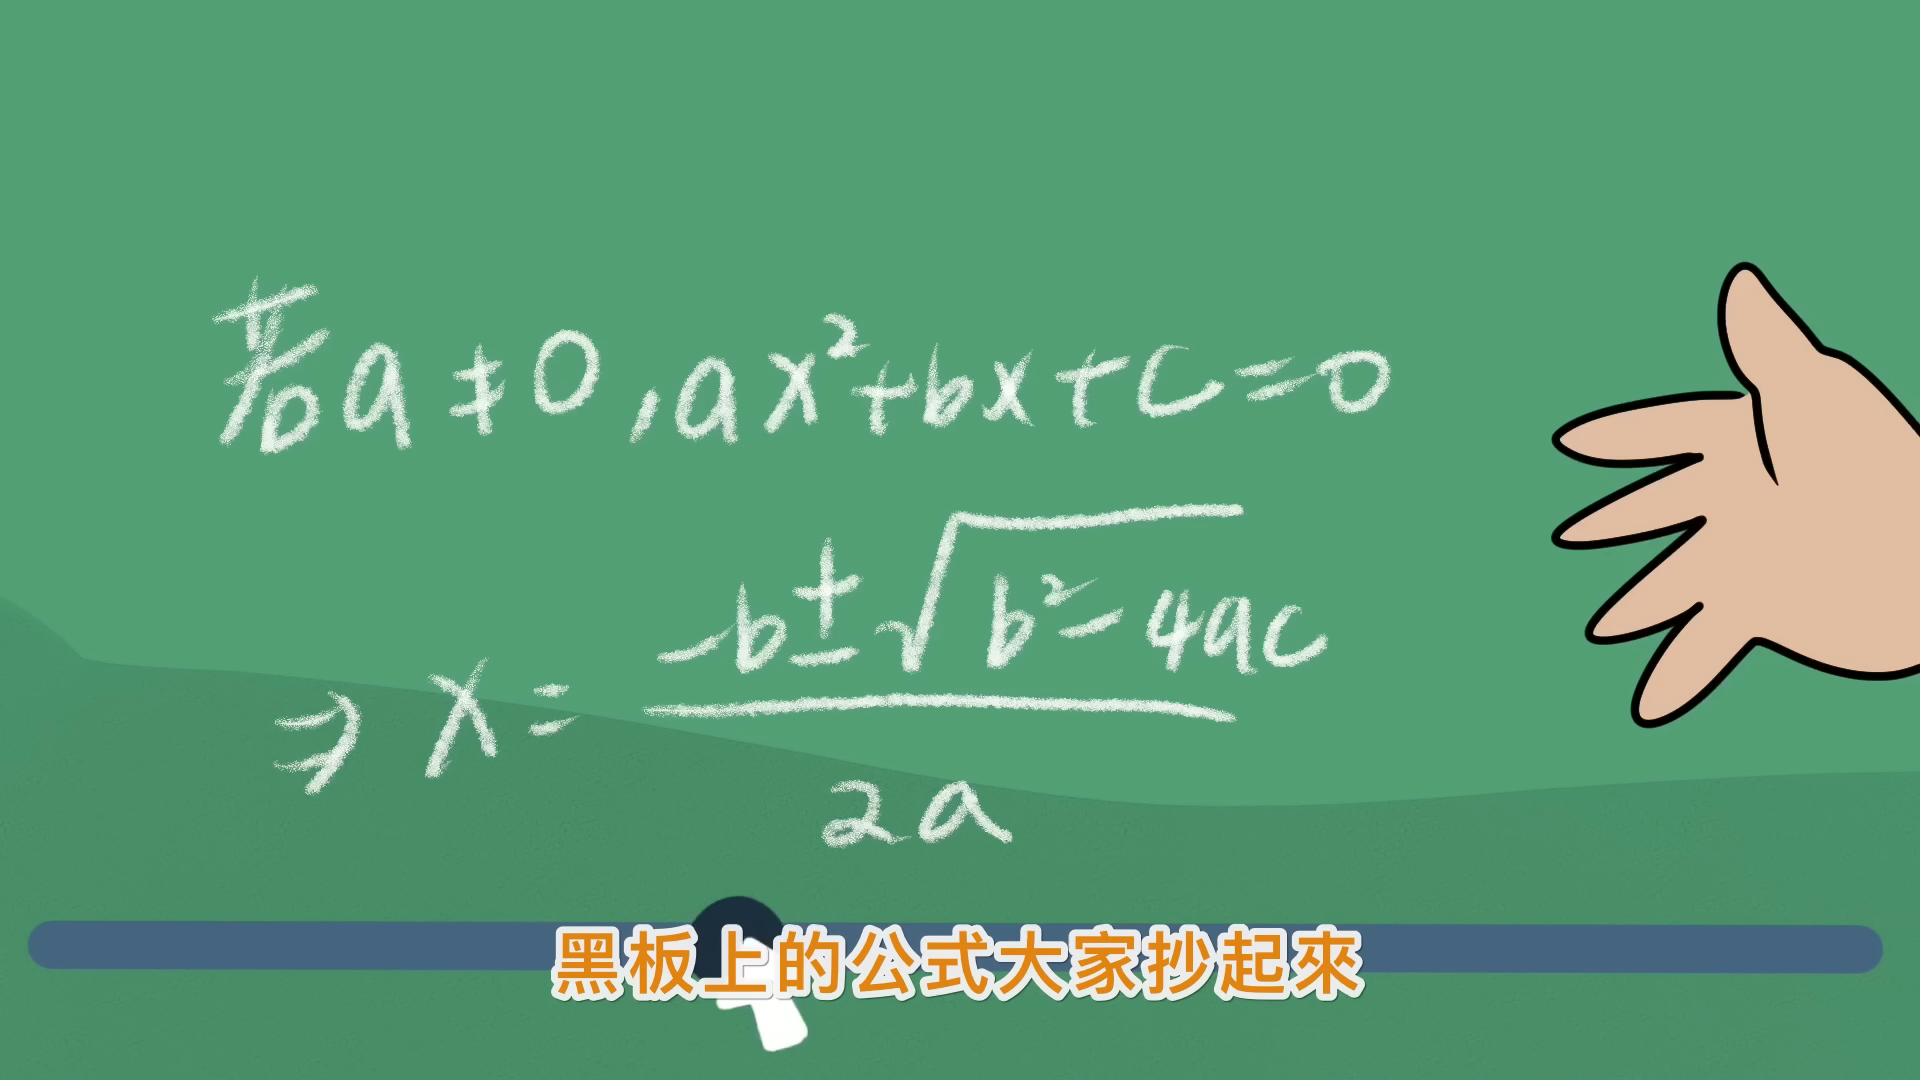 若a≠0,ax²+bx+c=0
⇒ x = -b±√b²-4ac
2a
黑板上的公式大家抄起來